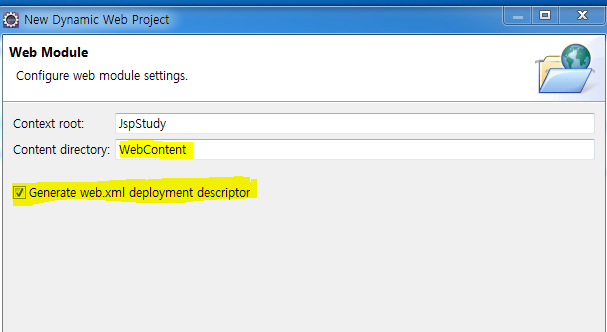 New Dynamic Web Project
Web Module
Configure web module settings.
Context root: JspStudy
Content directory: WebContent
Generate web.xml deployment descriptor